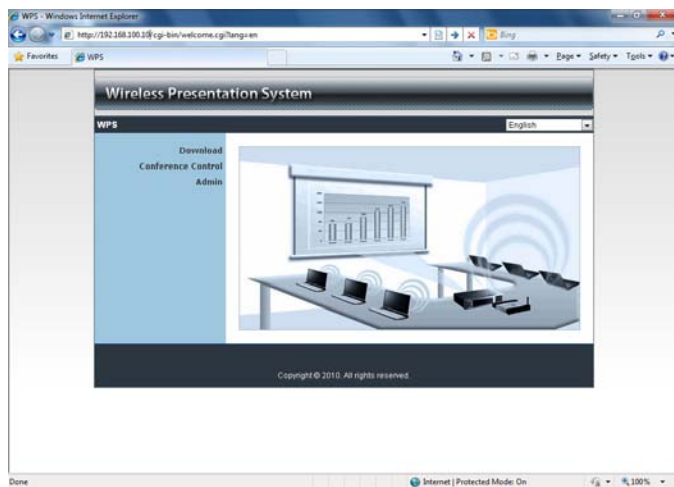 WPS - Windows Internet Explorer
http://192.168.100.10/cgi-bin/welcome.cgi?lang=en
Bing
Favorites
WPS
Page
Safety
Tools
Wireless Presentation System
WPS
English
Download
Conference Control
Admin
Copyright © 2010. All rights reserved.
Done
Internet | Protected Mode: On
100%